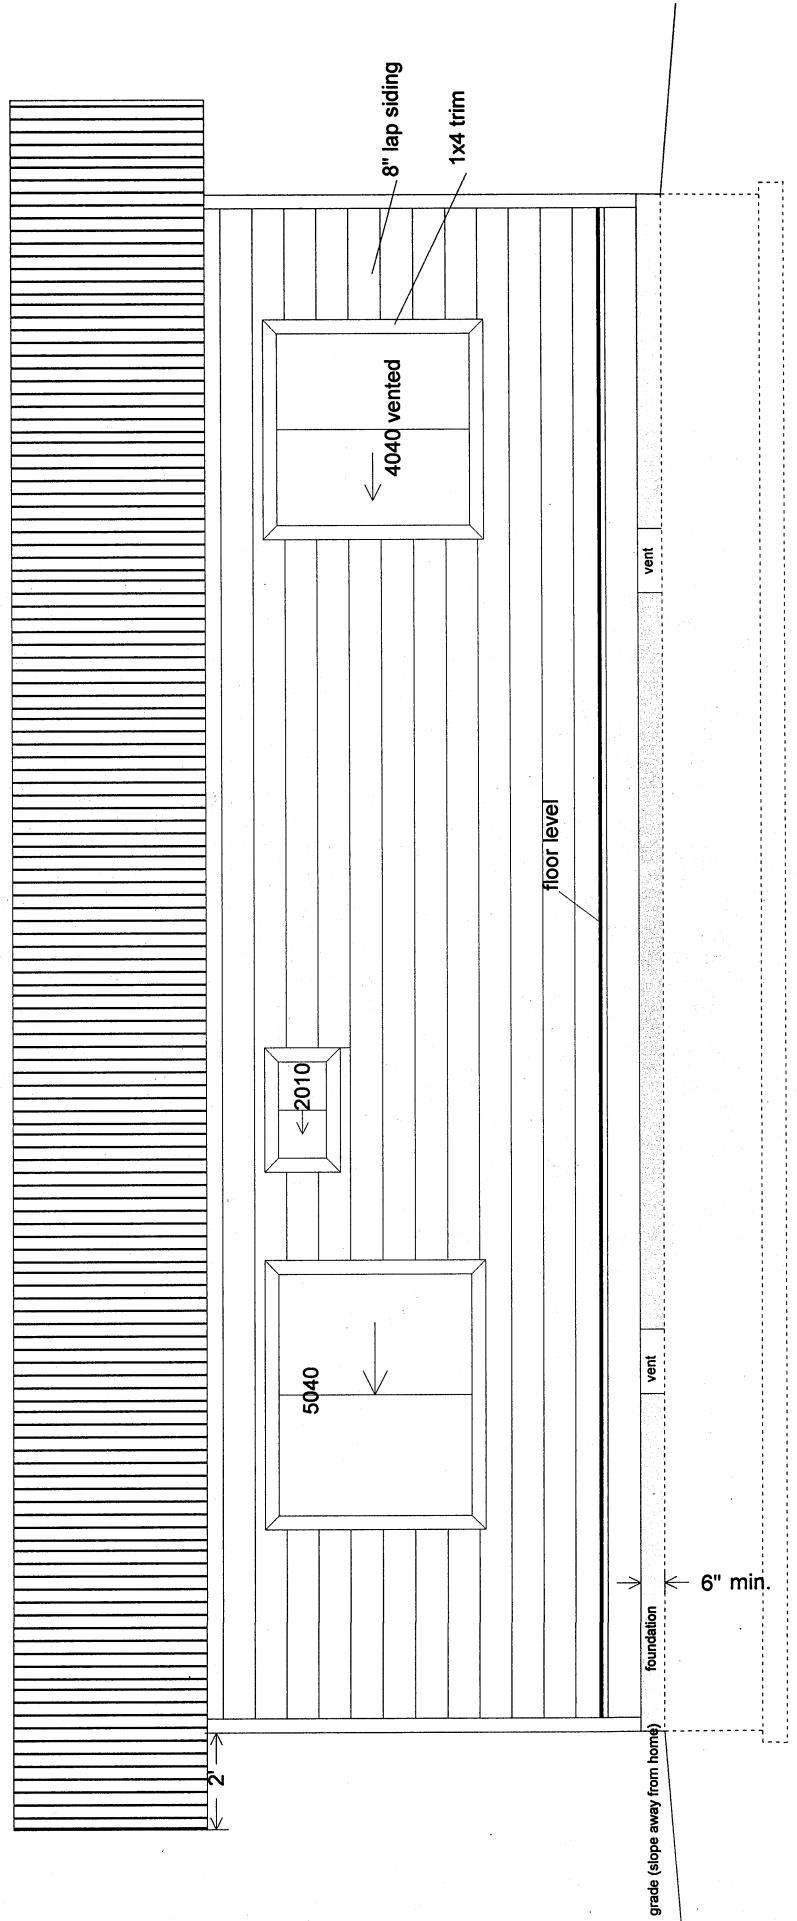 8" lap siding
1x4 trim
4040 vented
vent
floor level
2010
5040
vent
6" min.
foundation
2'
grade (slope away from home)